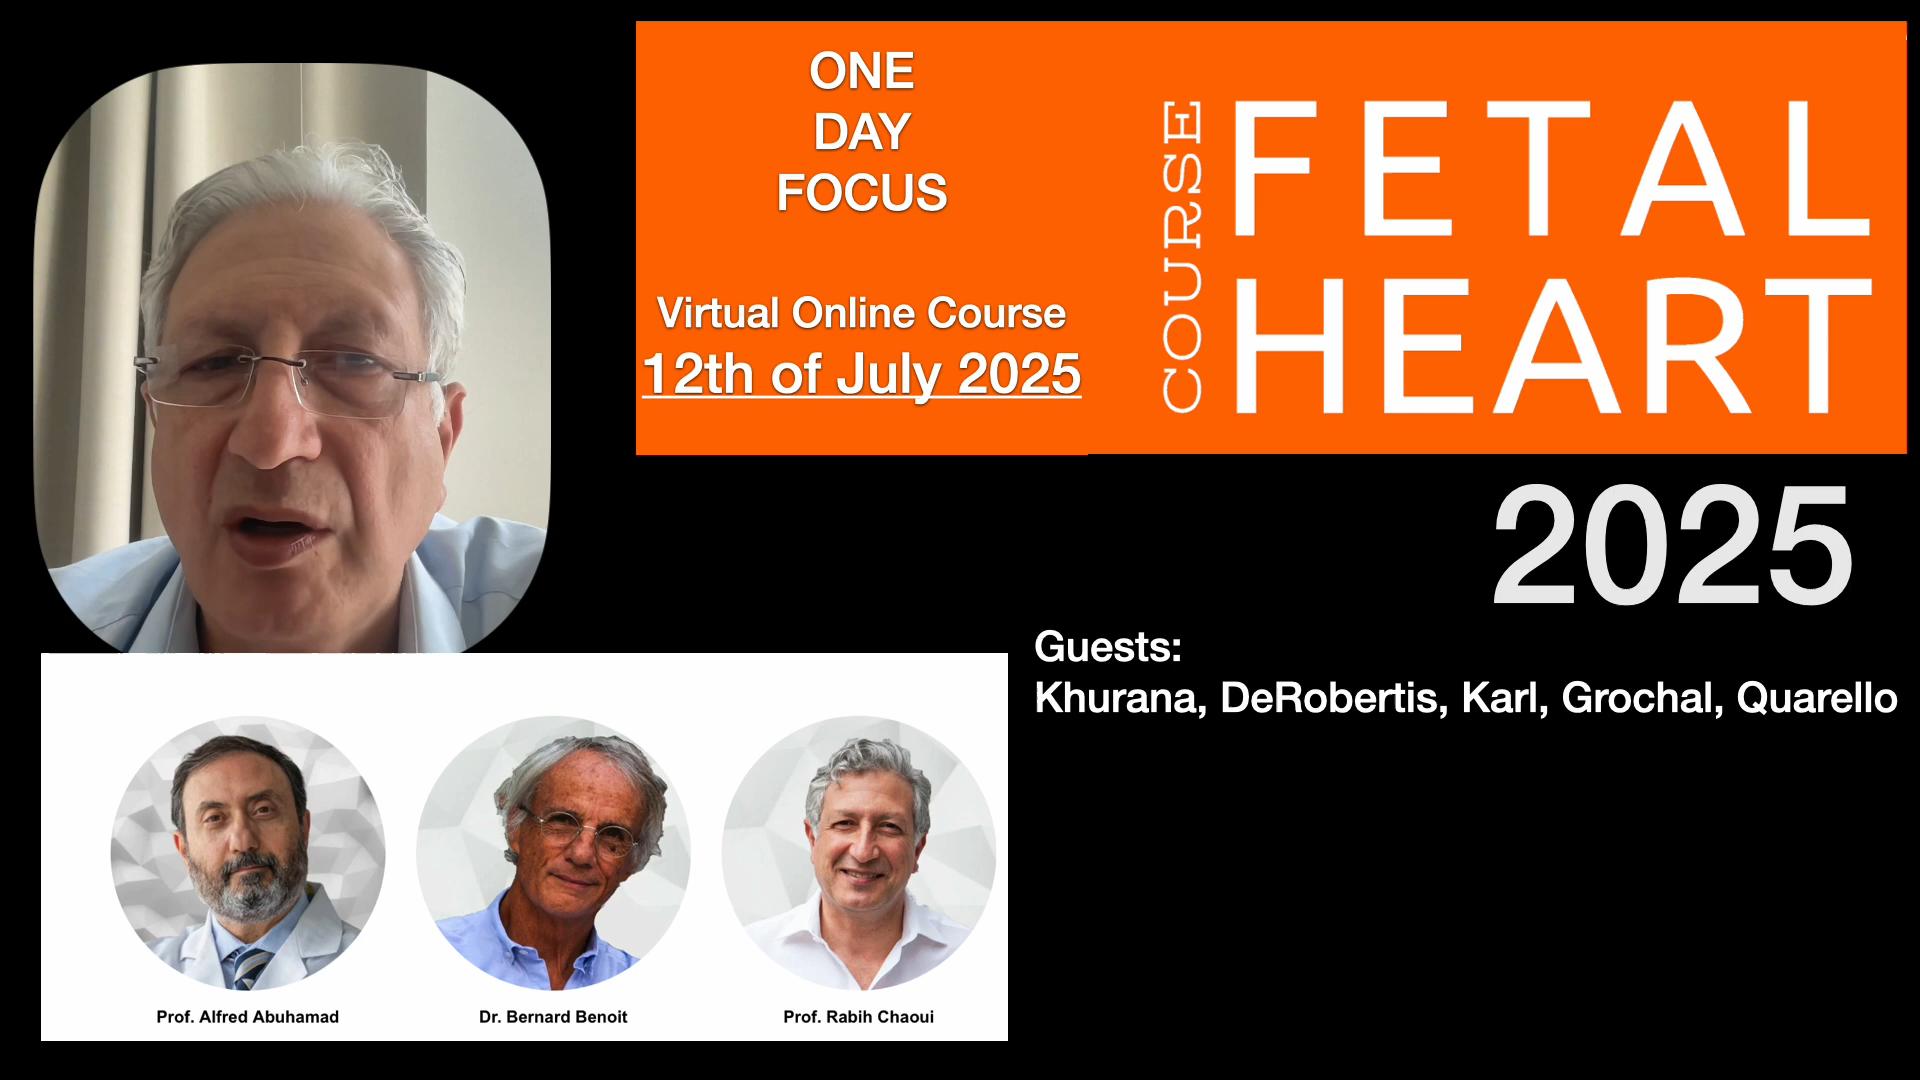 ONE
DAY
FOCUS
Virtual Online Course
12th of July 2025
COURSE
FETAL
HEART
2025
Guests:
Khurana, DeRobertis, Karl, Grochal, Quarello
Prof. Alfred Abuhamad
Dr. Bernard Benoit
Prof. Rabih Chaoui